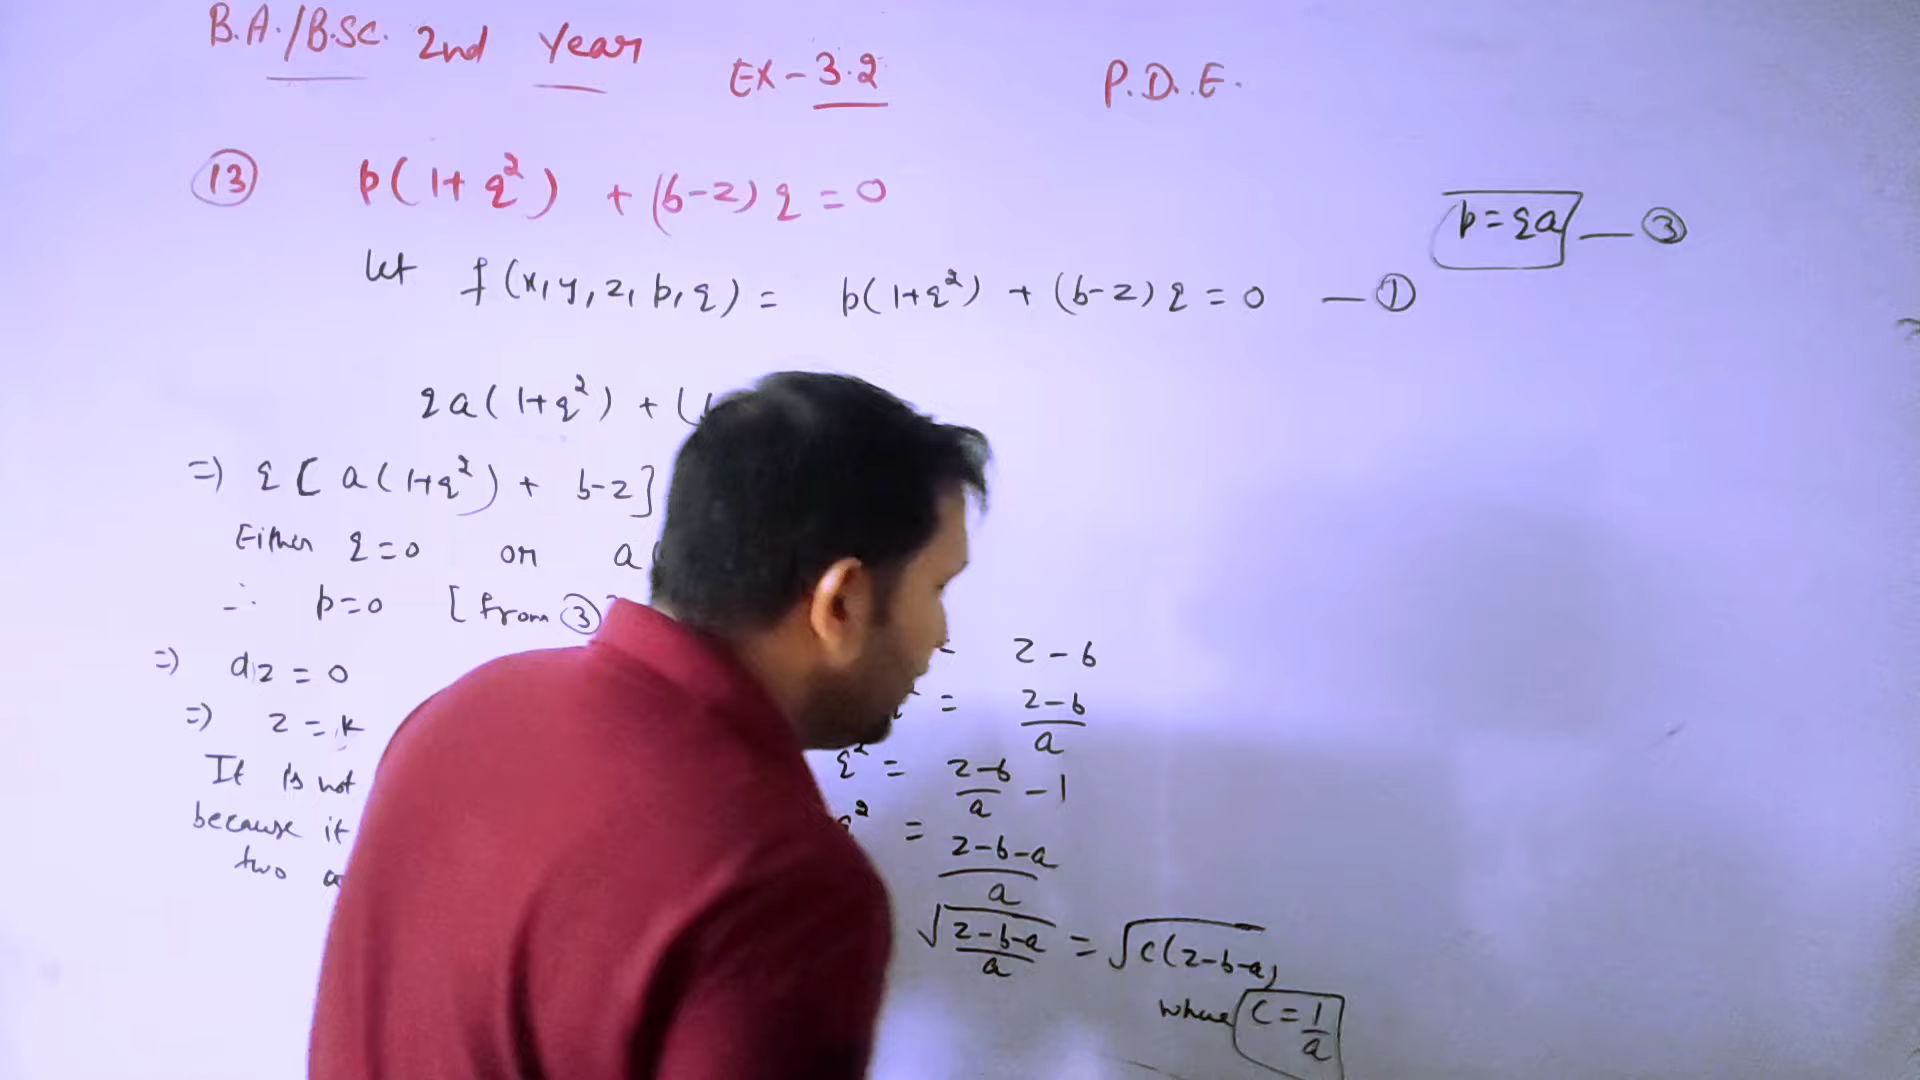 B.A./B.SC. 2nd Year EX-3.2 P.D.E.
(13) p(1+q²) + (b-z)q = 0
p = qa — (3)
let f(x,y,z,p,q) = p(1+q²) + (b-z)q = 0 — (1)
qa(1+q²) + (
=) q[a(1+q²) + b-z]
Either q=0 or a(
∴ p=0 [from (3)]
= z-b
=) dz = 0
² = (z-b)/a
=) z = k
q² = (z-b)/a - 1
It is not
q² = (z-b-a)/a
because it
two a
√((z-b-a)/a) = √(c(z-b-a))
where c = 1/a